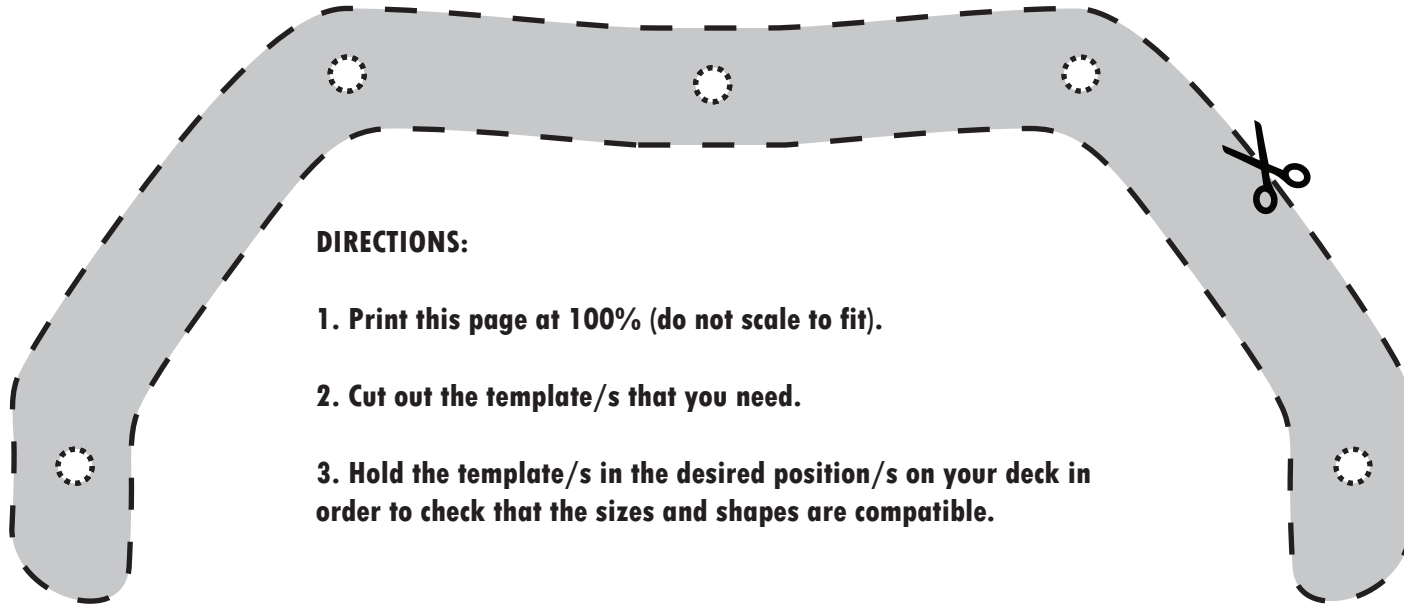 DIRECTIONS:
1. Print this page at 100% (do not scale to fit).
2. Cut out the template/s that you need.
3. Hold the template/s in the desired position/s on your deck in
order to check that the sizes and shapes are compatible.